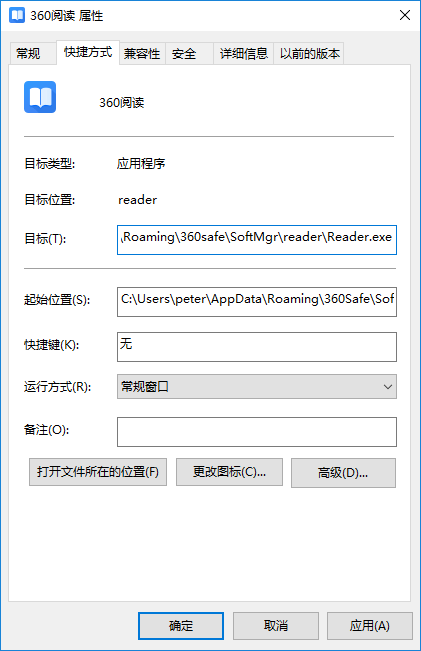 360阅读 属性
常规 快捷方式 兼容性 安全 详细信息 以前的版本
360阅读
目标类型: 应用程序
目标位置: reader
目标(T): \Roaming\360safe\SoftMgr\reader\Reader.exe
起始位置(S): C:\Users\peter\AppData\Roaming\360Safe\Sof
快捷键(K): 无
运行方式(R): 常规窗口
备注(O):
打开文件所在的位置(F) 更改图标(C)... 高级(D)...
确定 取消 应用(A)